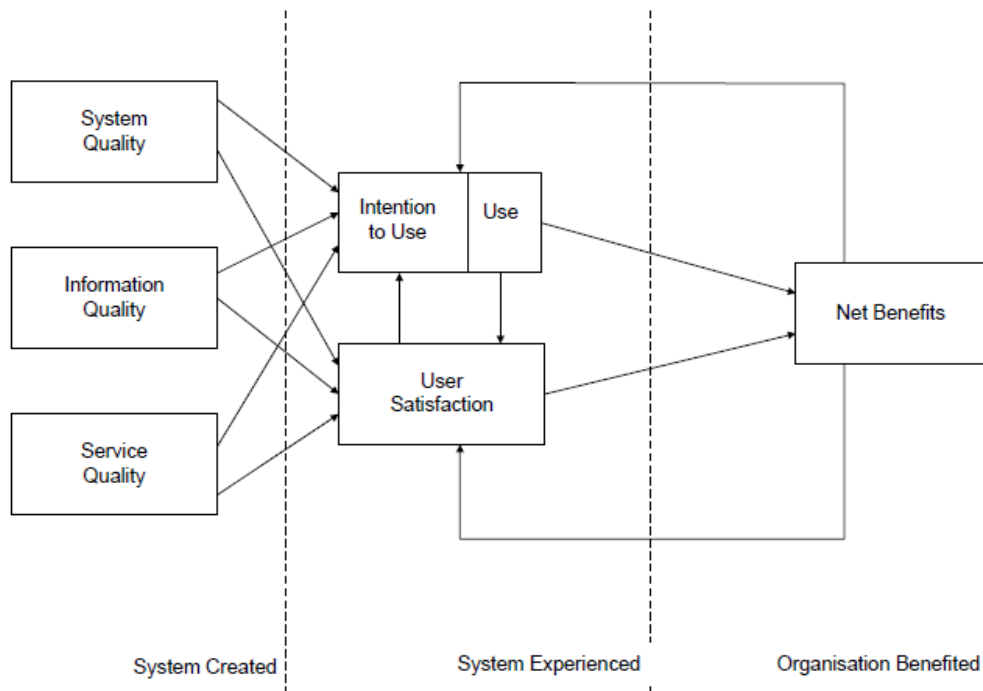 System
Quality
Intention
to Use
Use
Information
Quality
Net Benefits
User
Satisfaction
Service
Quality
System Created
System Experienced
Organisation Benefited